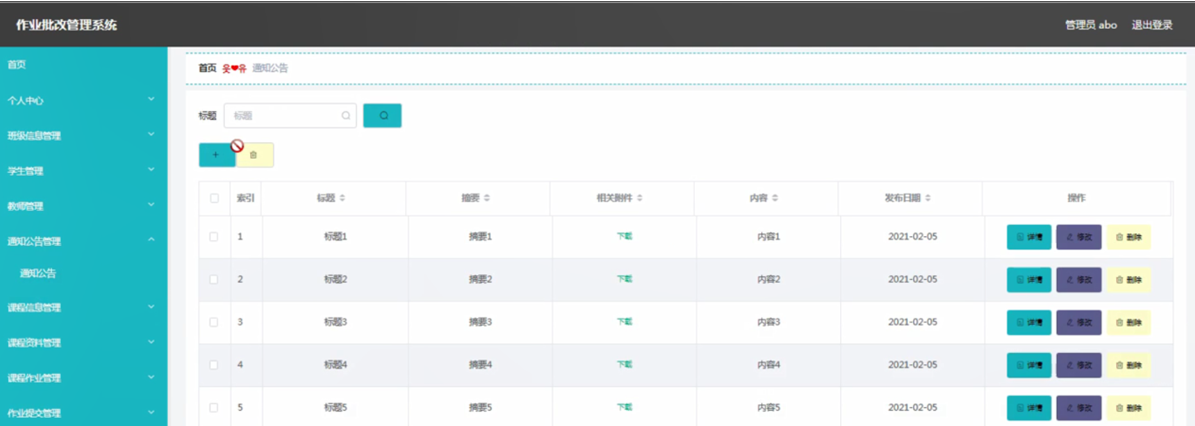 作业批改管理系统 管理员 abo 退出登录
首页
个人中心
班级信息管理
学生管理
教师管理
通知公告管理
通知公告
课程信息管理
课程资料管理
课程作业管理
作业提交管理
首页 通知公告
标题 标题
索引 标题 摘要 相关附件 内容 发布日期 操作
1 标题1 摘要1 下载 内容1 2021-02-05 详情 修改 删除
2 标题2 摘要2 下载 内容2 2021-02-05 详情 修改 删除
3 标题3 摘要3 下载 内容3 2021-02-05 详情 修改 删除
4 标题4 摘要4 下载 内容4 2021-02-05 详情 修改 删除
5 标题5 摘要5 下载 内容5 2021-02-05 详情 修改 删除